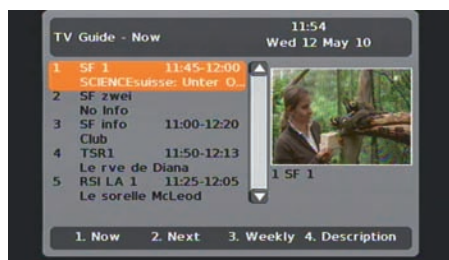 TV Guide - Now
11:54
Wed 12 May 10
1 SF 1 11:45-12:00
SCIENCEsuisse: Unter O...
2 SF zwei
No Info
3 SF info 11:00-12:20
Club
4 TSR1 11:50-12:13
Le rve de Diana
5 RSI LA 1 11:25-12:05
Le sorelle McLeod
1 SF 1
1. Now 2. Next 3. Weekly 4. Description